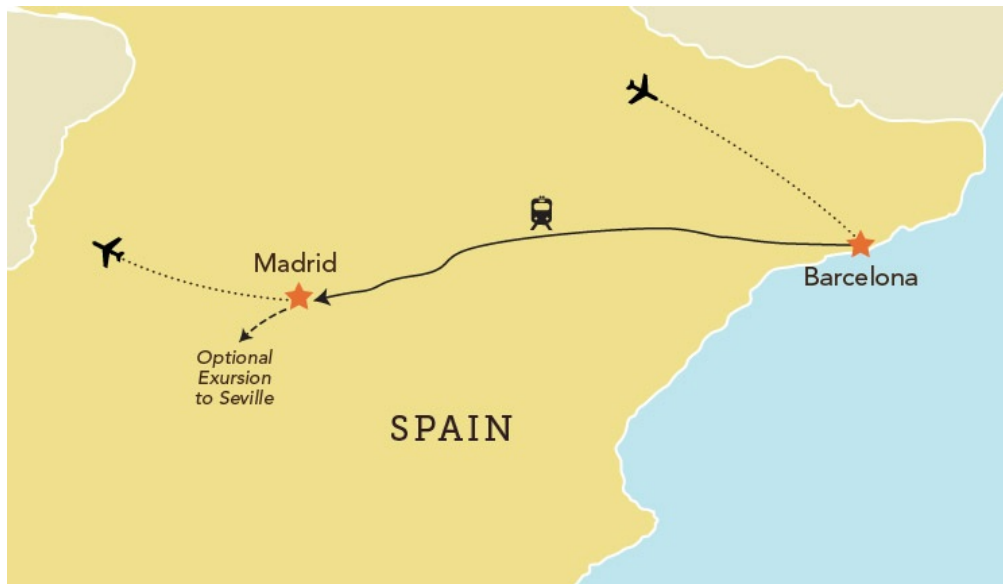 Madrid
Barcelona
Optional
Exursion
to Seville
SPAIN